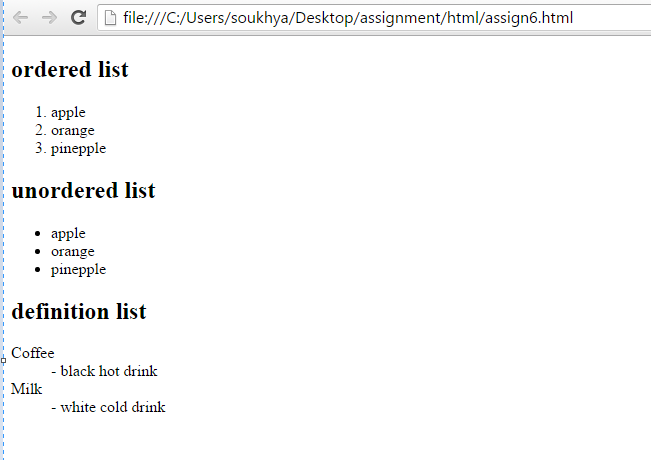 file:///C:/Users/soukhya/Desktop/assignment/html/assign6.html
ordered list
1. apple
2. orange
3. pinepple
unordered list
• apple
• orange
• pinepple
definition list
Coffee
- black hot drink
Milk
- white cold drink